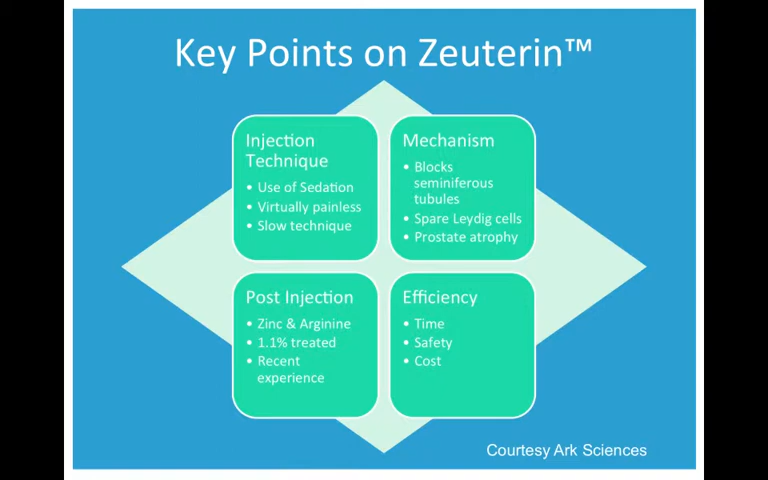 Key Points on Zeuterin™
Injection
Technique
• Use of Sedation
• Virtually painless
• Slow technique
Mechanism
• Blocks
seminiferous
tubules
• Spare Leydig cells
• Prostate atrophy
Post Injection
• Zinc & Arginine
• 1.1% treated
• Recent
experience
Efficiency
• Time
• Safety
• Cost
Courtesy Ark Sciences